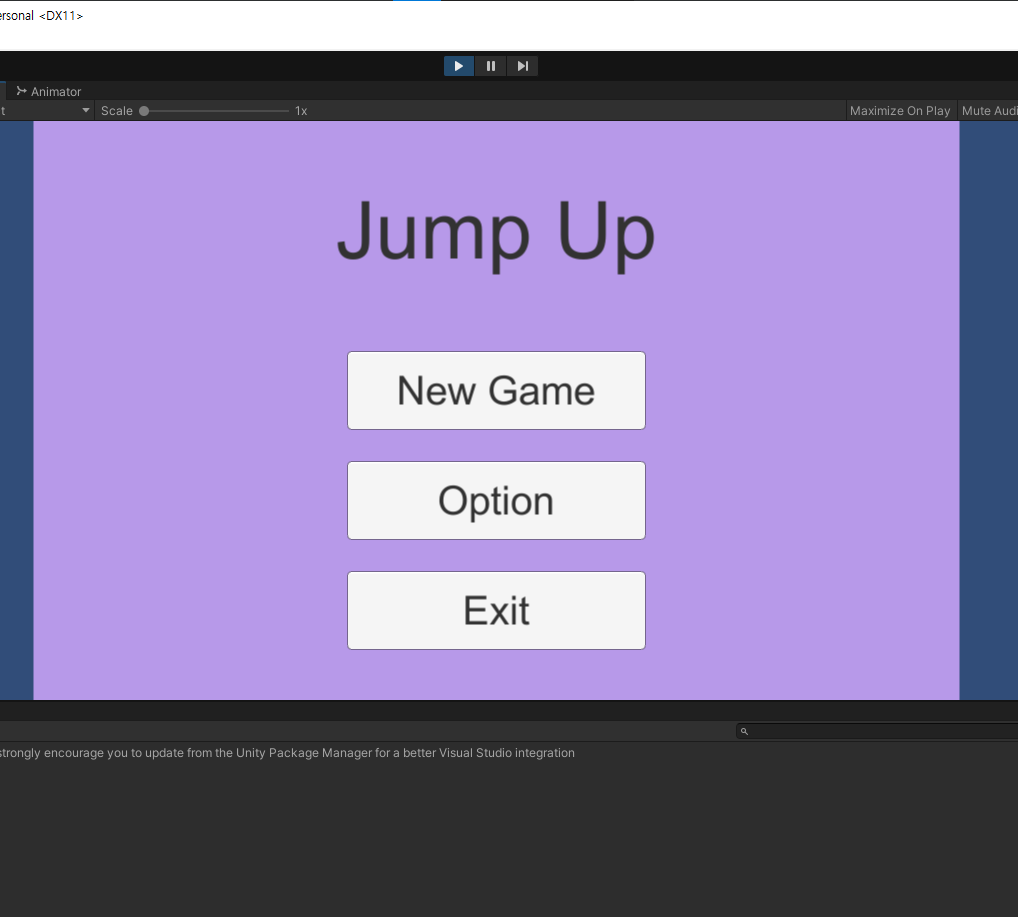 ersonal <DX11>
Animator
t Scale 1x Maximize On Play Mute Audi
Jump Up
New Game
Option
Exit
strongly encourage you to update from the Unity Package Manager for a better Visual Studio integration